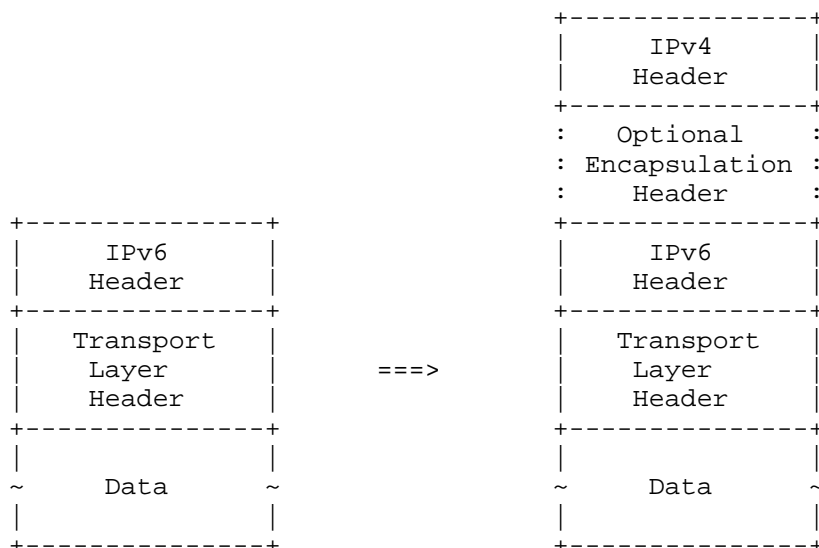 IPv4
Header
Optional
Encapsulation
Header
IPv6 IPv6
Header Header
Transport Transport
Layer ===> Layer
Header Header
Data Data